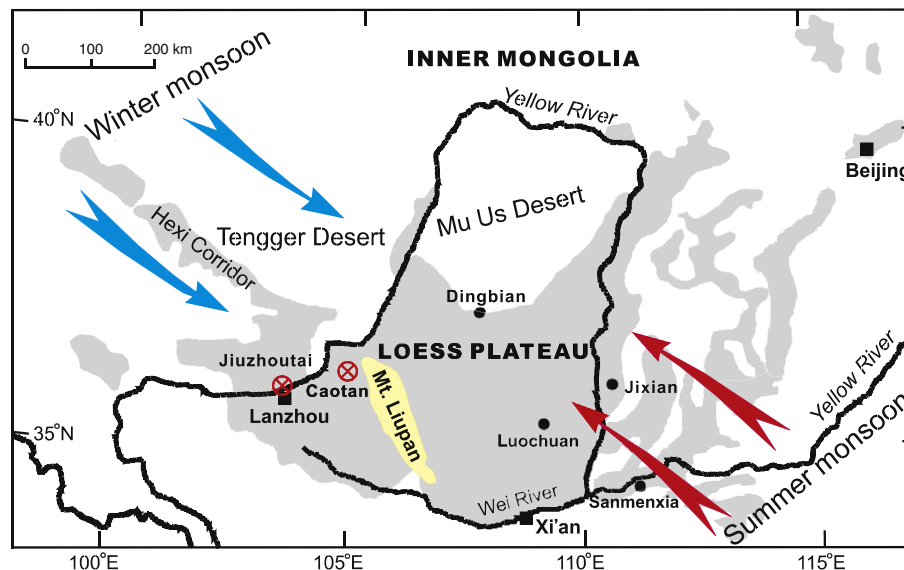 0 100 200 km
Winter monsoon
INNER MONGOLIA
Yellow River
40°N
Beijing
Mu Us Desert
Hexi Corridor
Tengger Desert
Dingbian
LOESS PLATEAU
Jiuzhoutai
Caotan
Mt. Liupan
Jixian
Yellow River
Lanzhou
35°N
Luochuan
Wei River
Sanmenxia
Summer monsoon
Xi'an
100°E 105°E 110°E 115°E